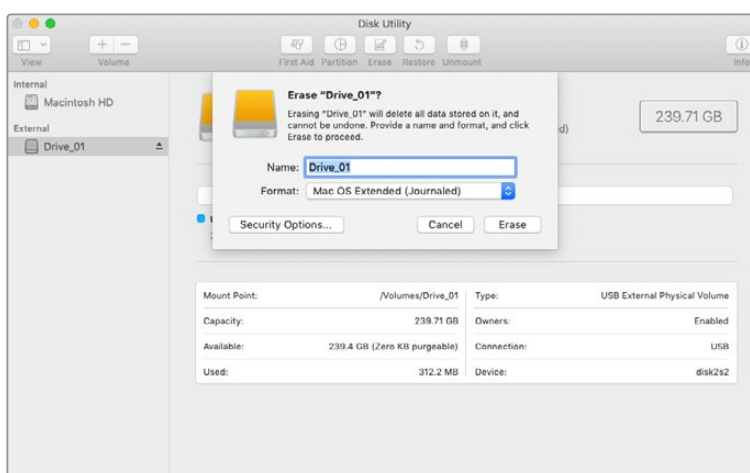 Disk Utility
View
Volume
First Aid
Partition
Erase
Restore
Unmount
Info
Internal
Macintosh HD
External
Drive_01
239.71 GB
Erase “Drive_01”?
Erasing “Drive_01” will delete all data stored on it, and
cannot be undone. Provide a name and format, and click
Erase to proceed.
Name: Drive_01
Format: Mac OS Extended (Journaled)
Security Options...
Cancel
Erase
Mount Point: /Volumes/Drive_01
Type: USB External Physical Volume
Capacity: 239.71 GB
Owners: Enabled
Available: 239.4 GB (Zero KB purgeable)
Connection: USB
Used: 312.2 MB
Device: disk2s2